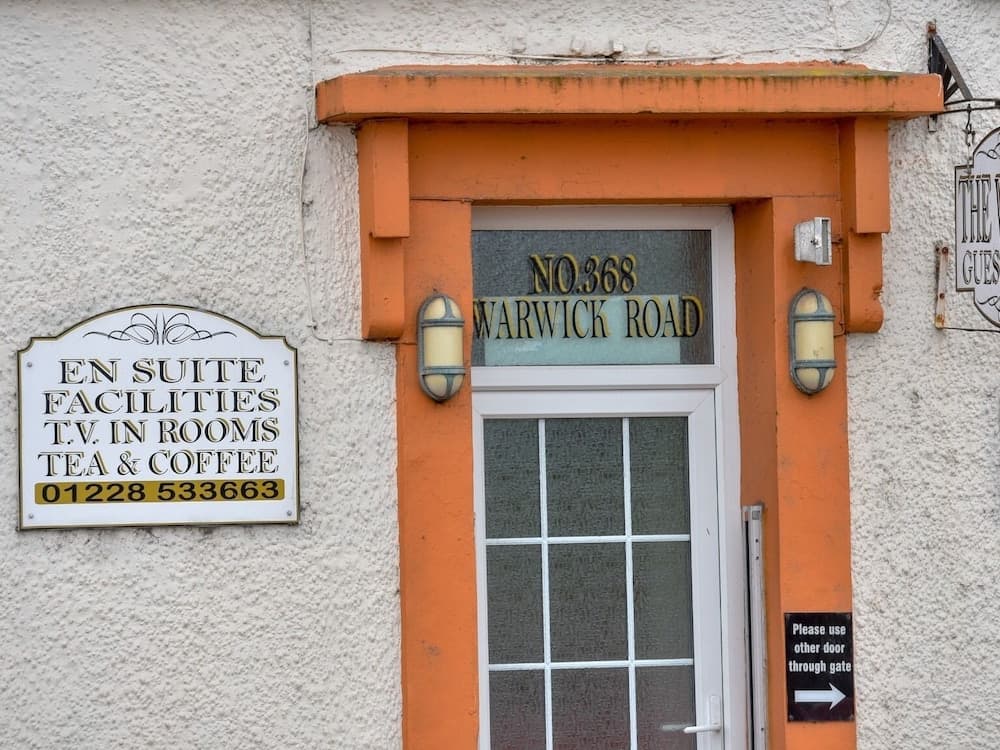 EN SUITE
FACILITIES
T.V. IN ROOMS
TEA & COFFEE
01228 533663
NO.368
WARWICK ROAD
THE
Please use
other door
through gate